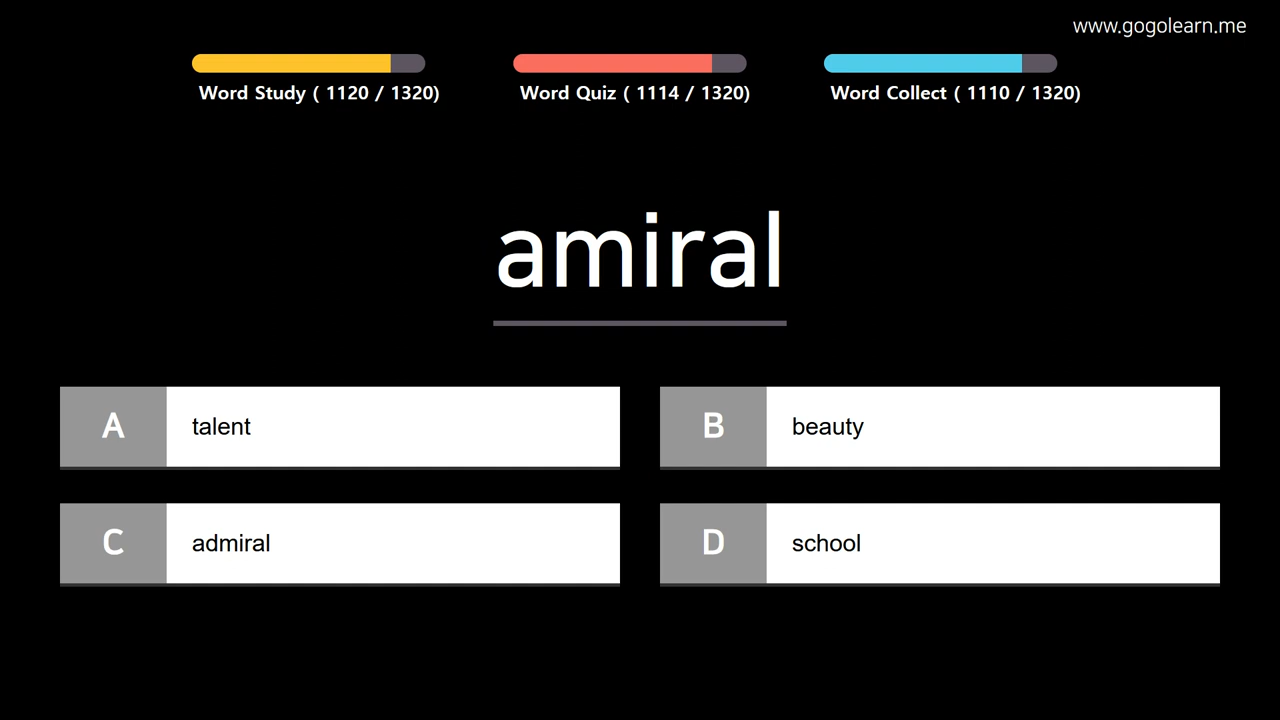 www.gogolearn.me
Word Study ( 1120 / 1320)
Word Quiz ( 1114 / 1320)
Word Collect ( 1110 / 1320)
amiral
A talent
B beauty
C admiral
D school